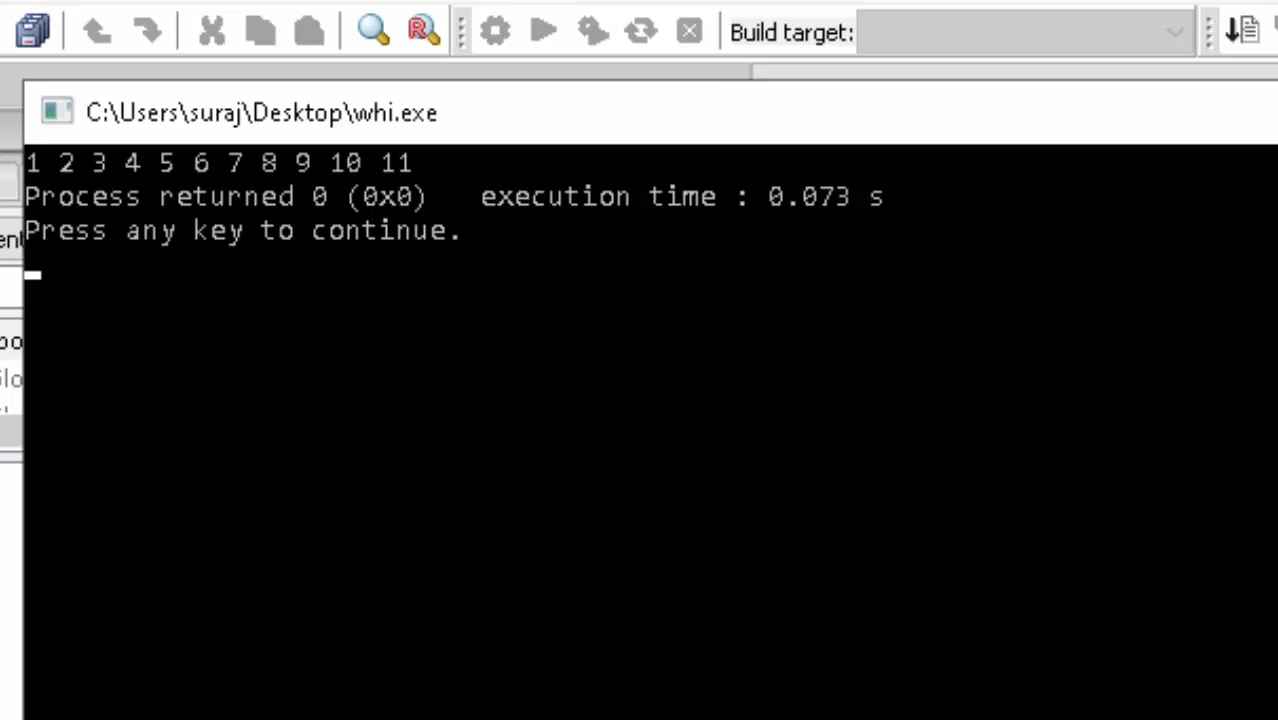 Build target:
C:\Users\suraj\Desktop\whi.exe
1 2 3 4 5 6 7 8 9 10 11
Process returned 0 (0x0)   execution time : 0.073 s
Press any key to continue.